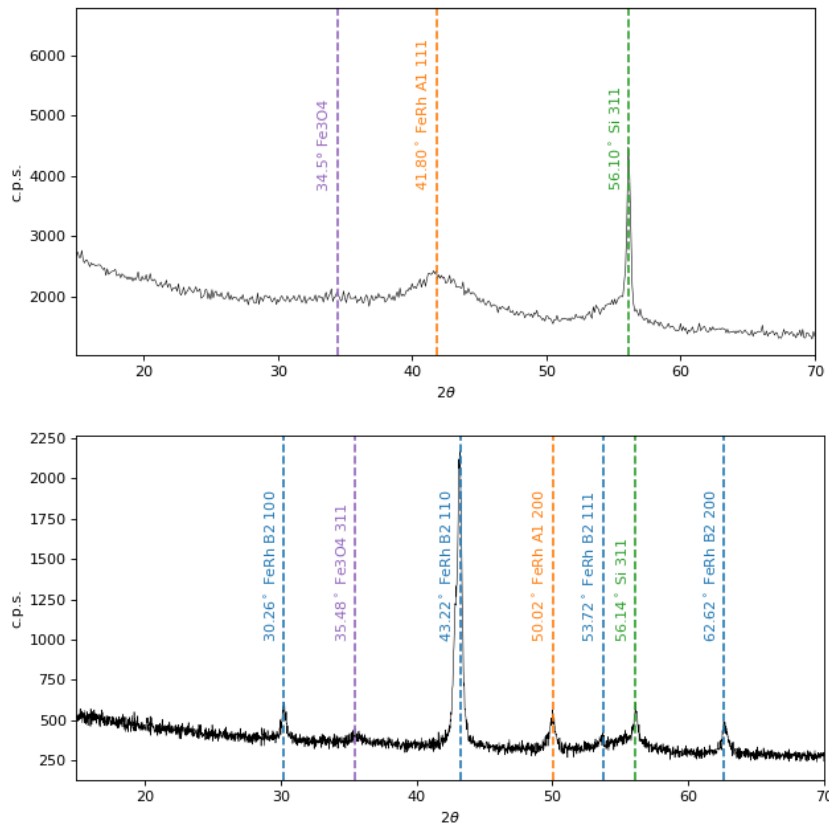 6000
5000
4000
3000
2000
c.p.s.
34.5° Fe3O4
41.80° FeRh A1 111
56.10° Si 311
20 30 40 50 60 70
2θ
2250
2000
1750
1500
1250
1000
750
500
250
c.p.s.
30.26° FeRh B2 100
35.48° Fe3O4 311
43.22° FeRh B2 110
50.02° FeRh A1 200
53.72° FeRh B2 111
56.14° Si 311
62.62° FeRh B2 200
20 30 40 50 60 70
2θ